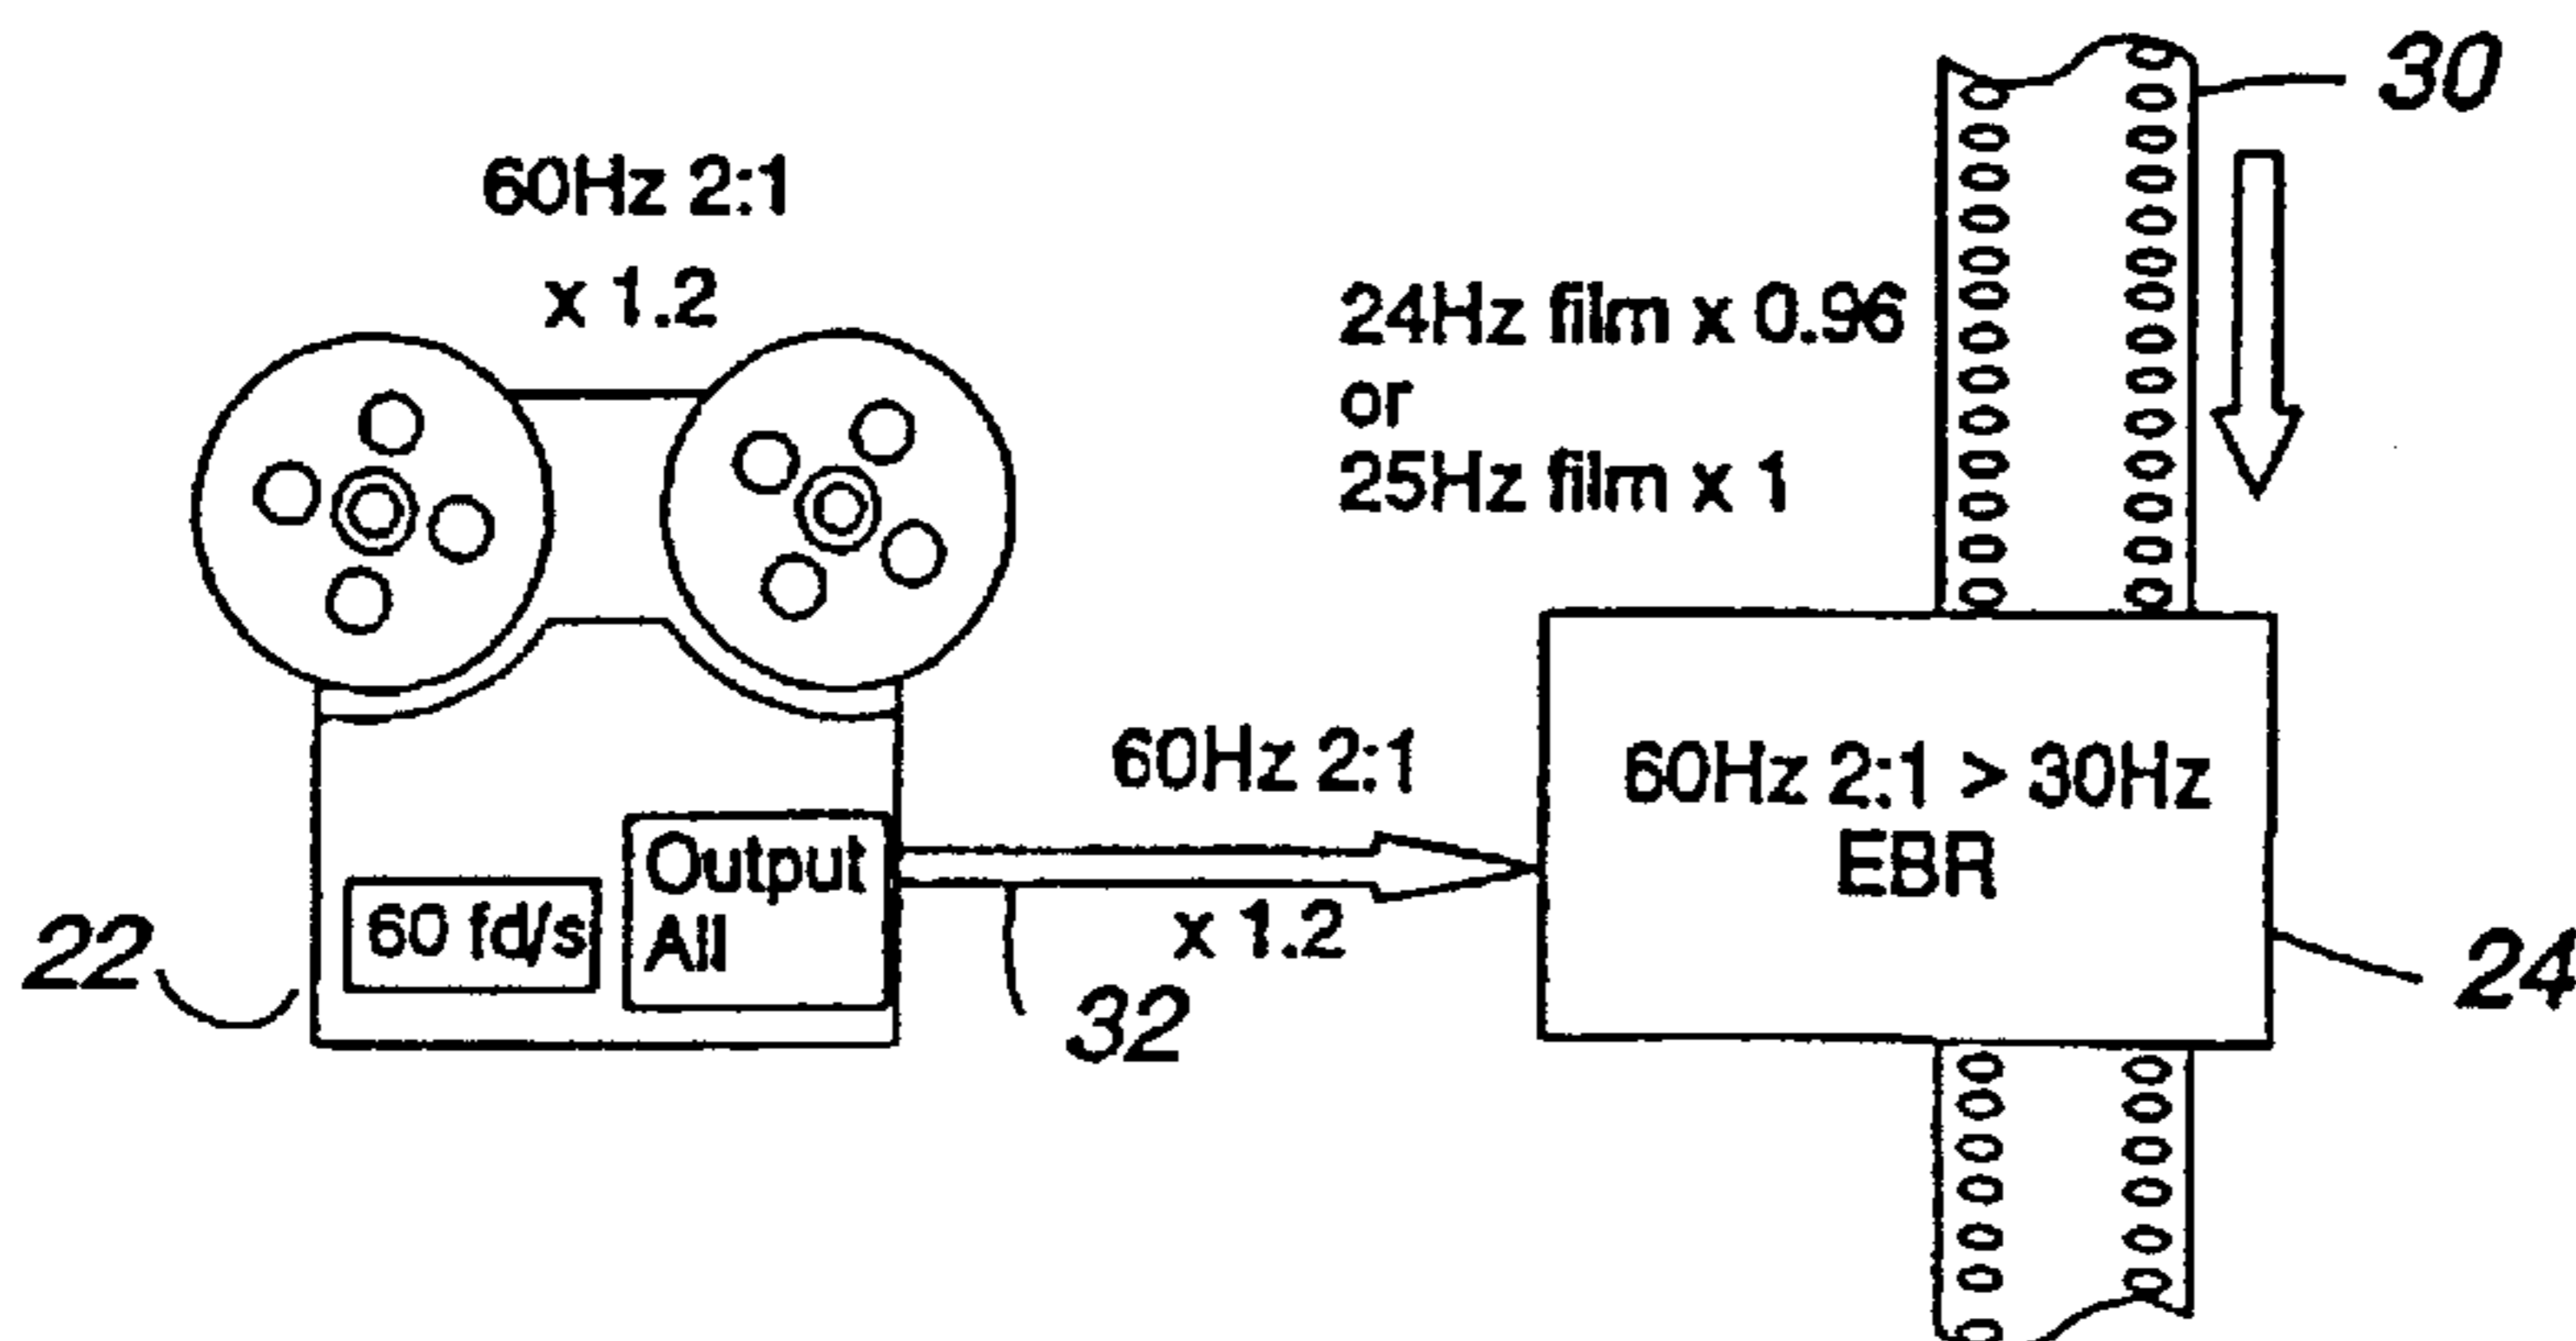 30
60Hz 2:1
x 1.2
24Hz film x 0.96
or
25Hz film x 1
60Hz 2:1
60Hz 2:1 > 30Hz
EBR
Output
All
60 fd/s
x 1.2
22
32
24